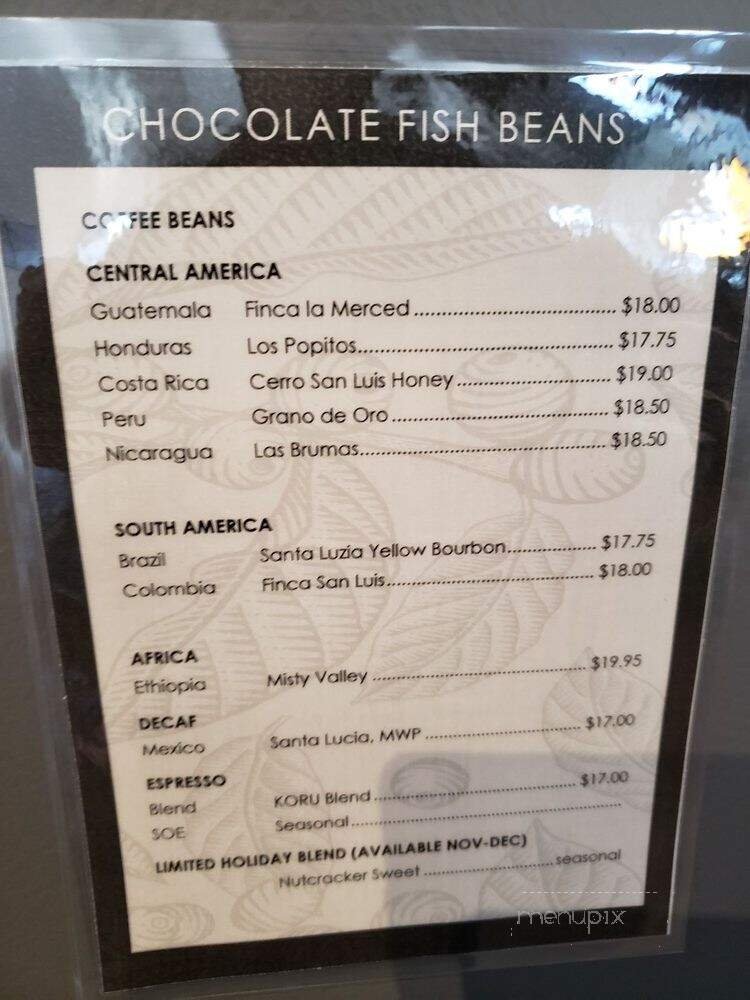 CHOCOLATE FISH BEANS
COFFEE BEANS
CENTRAL AMERICA
Guatemala Finca la Merced .................................... $18.00
Honduras Los Popitos............................................. $17.75
Costa Rica Cerro San Luis Honey ........................... $19.00
Peru Grano de Oro ...................................... $18.50
Nicaragua Las Brumas............................................ $18.50
SOUTH AMERICA
Brazil Santa Luzia Yellow Bourbon................ $17.75
Colombia Finca San Luis...................................... $18.00
AFRICA
Ethiopia Misty Valley ........................................ $19.95
DECAF
Mexico Santa Lucia, MWP ............................. $17.00
ESPRESSO
Blend KORU Blend ...................................... $17.00
SOE Seasonal ..................................................
LIMITED HOLIDAY BLEND (AVAILABLE NOV-DEC)
Nutcracker Sweet ........................ seasonal
menupix